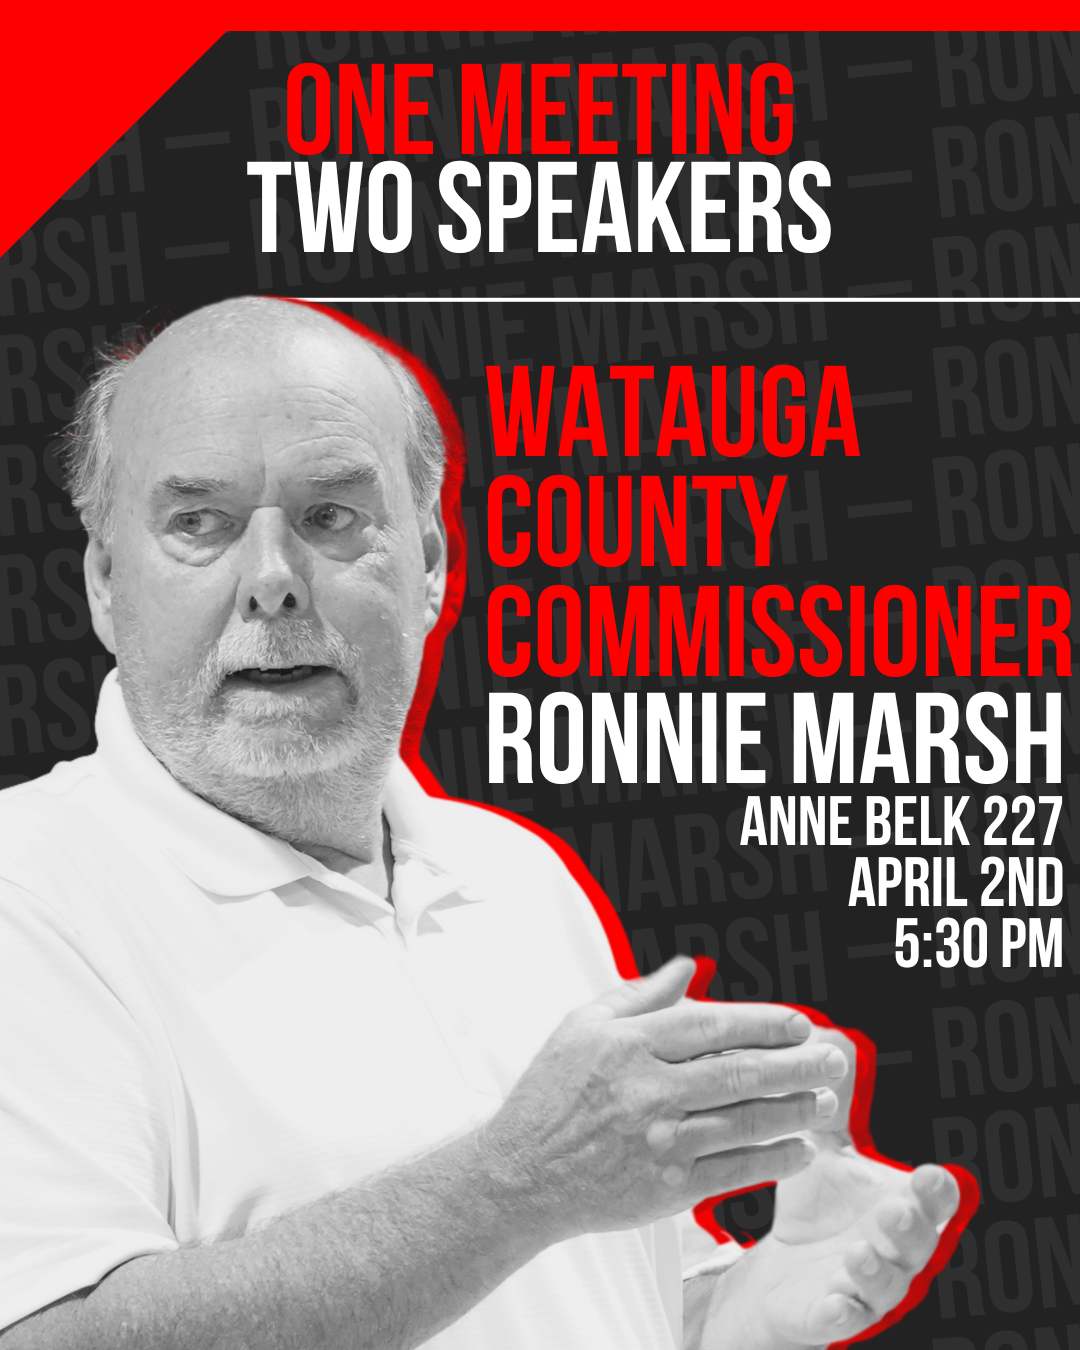 ONE MEETING
TWO SPEAKERS
WATAUGA
COUNTY
COMMISSIONER
RONNIE MARSH
ANNE BELK 227
APRIL 2ND
5:30 PM